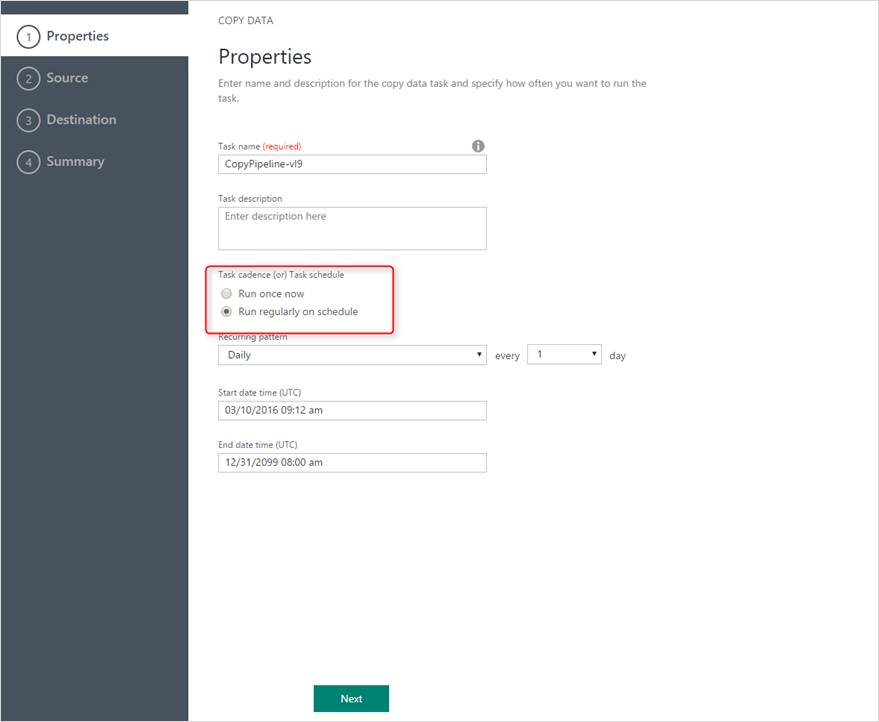 1 Properties
2 Source
3 Destination
4 Summary
COPY DATA
Properties
Enter name and description for the copy data task and specify how often you want to run the
task.
Task name (required)
CopyPipeline-vl9
Task description
Enter description here
Task cadence (or) Task schedule
Run once now
Run regularly on schedule
Recurring pattern
Daily every 1 day
Start date time (UTC)
03/10/2016 09:12 am
End date time (UTC)
12/31/2099 08:00 am
Next